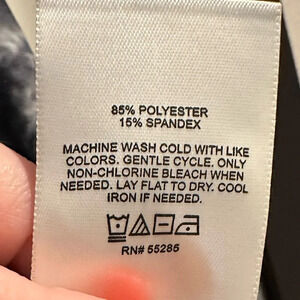 85% POLYESTER
15% SPANDEX
MACHINE WASH COLD WITH LIKE
COLORS. GENTLE CYCLE. ONLY
NON-CHLORINE BLEACH WHEN
NEEDED. LAY FLAT TO DRY. COOL
IRON IF NEEDED.
RN# 55285